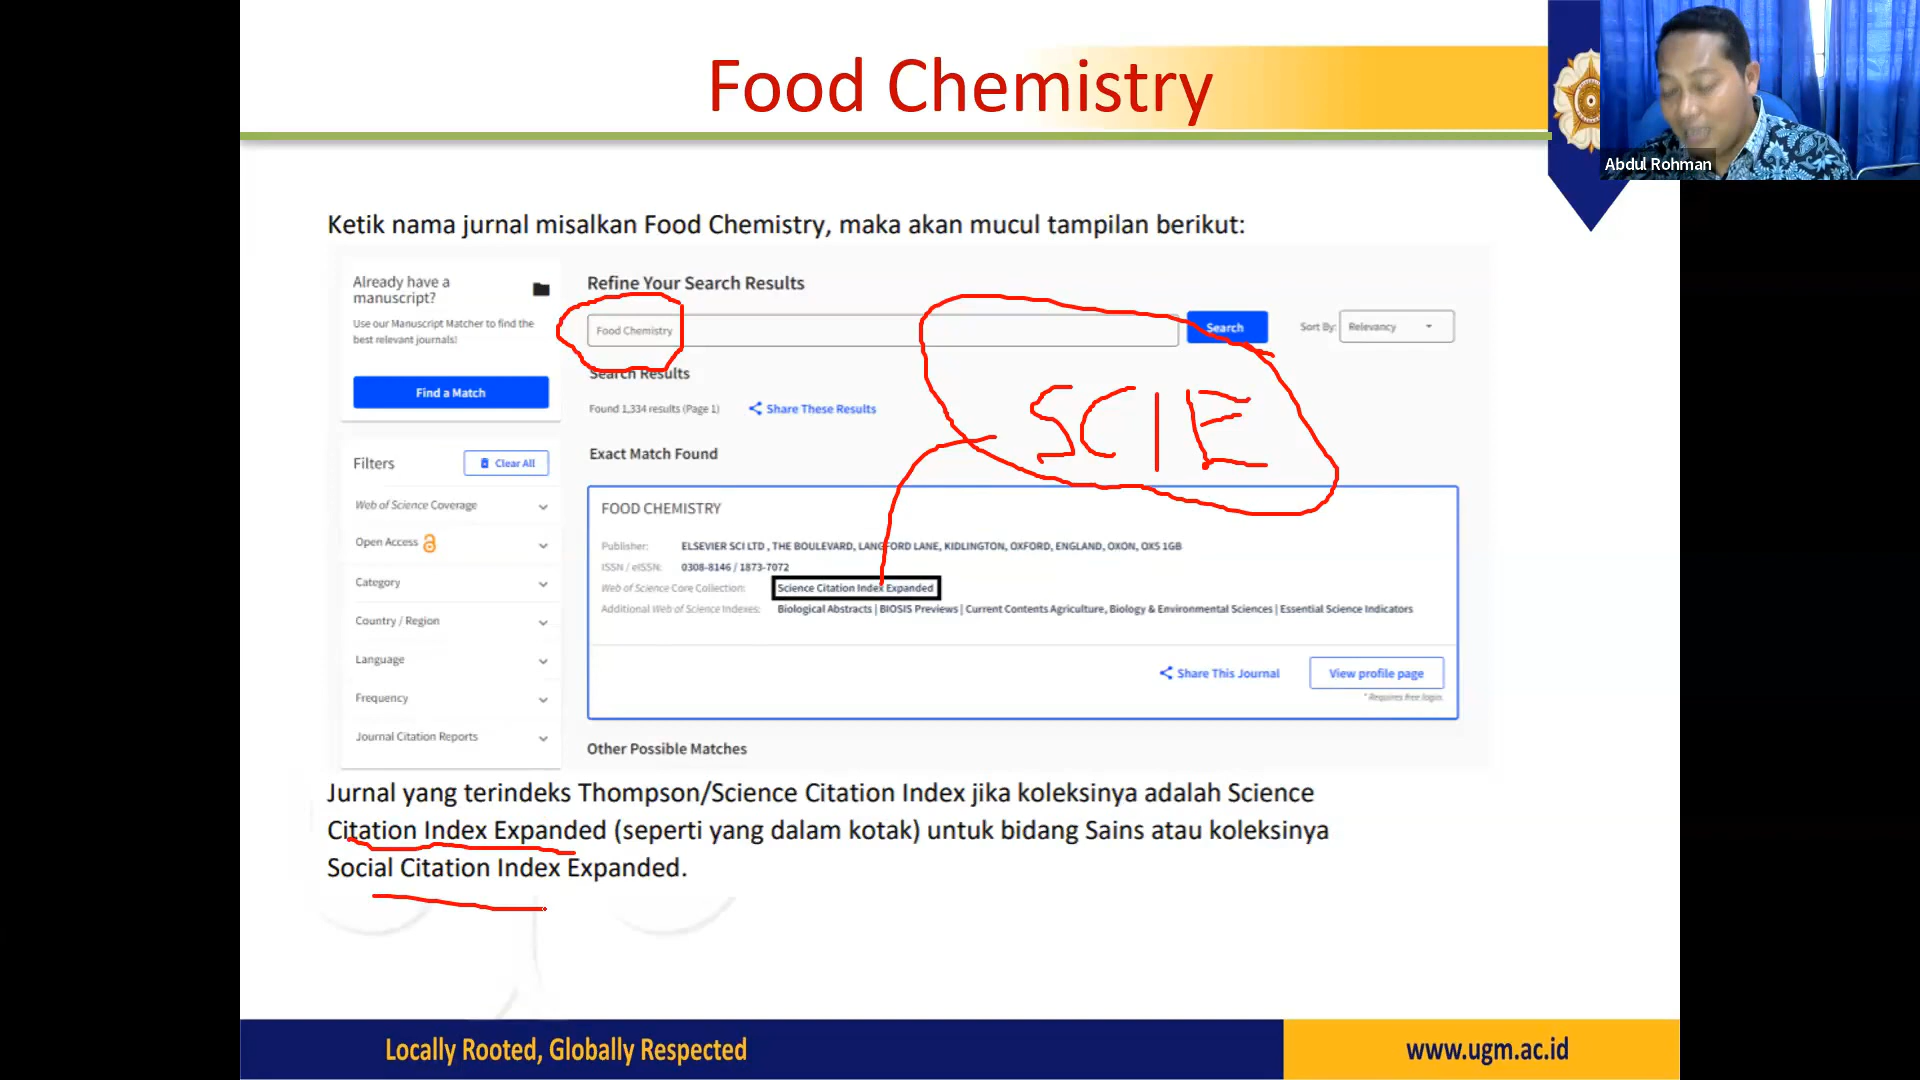 Food Chemistry
Abdul Rohman
Ketik nama jurnal misalkan Food Chemistry, maka akan mucul tampilan berikut:
Already have a
manuscript?
Use our Manuscript Matcher to find the
best relevant journals!
Find a Match
Filters
Clear All
Web of Science Coverage
Open Access
Category
Country / Region
Language
Frequency
Journal Citation Reports
Refine Your Search Results
Food Chemistry
Search
Sort By:
Relevancy
Search Results
Found 1,334 results (Page 1)
Share These Results
SCIE
Exact Match Found
FOOD CHEMISTRY
Publisher: ELSEVIER SCI LTD , THE BOULEVARD, LANGFORD LANE, KIDLINGTON, OXFORD, ENGLAND, OXON, OX5 1GB
ISSN / eISSN: 0308-8146 / 1873-7072
Web of Science Core Collection: Science Citation Index Expanded
Additional Web of Science Indexes: Biological Abstracts | BIOSIS Previews | Current Contents Agriculture, Biology & Environmental Sciences | Essential Science Indicators
Share This Journal
View profile page
* Requires free login.
Other Possible Matches
Jurnal yang terindeks Thompson/Science Citation Index jika koleksinya adalah Science
Citation Index Expanded (seperti yang dalam kotak) untuk bidang Sains atau koleksinya
Social Citation Index Expanded.
Locally Rooted, Globally Respected
www.ugm.ac.id